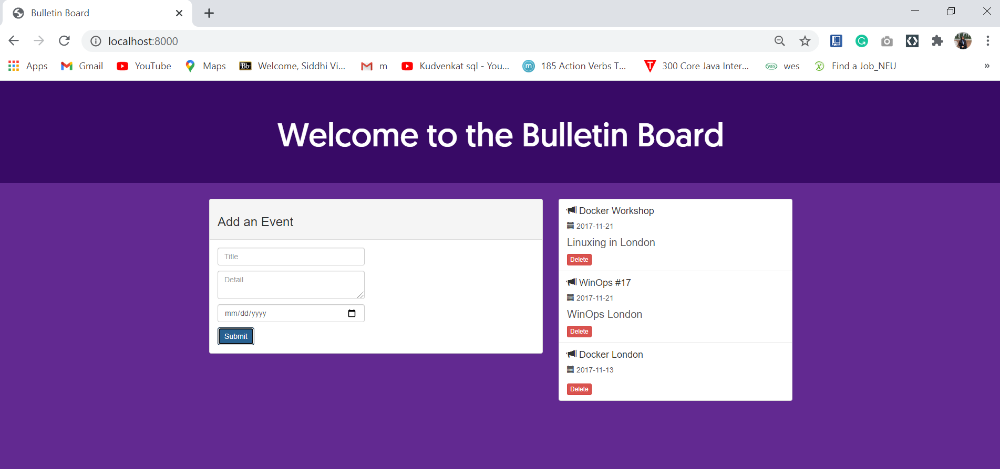 Bulletin Board
localhost:8000
Apps Gmail YouTube Maps Bb Welcome, Siddhi Vi... m Kudvenkat sql - You... m 185 Action Verbs T... T 300 Core Java Inter... WES wes Find a Job_NEU »
Welcome to the Bulletin Board
Add an Event
Title
Detail
mm/dd/yyyy
Submit
Docker Workshop
2017-11-21
Linuxing in London
Delete
WinOps #17
2017-11-21
WinOps London
Delete
Docker London
2017-11-13
Delete